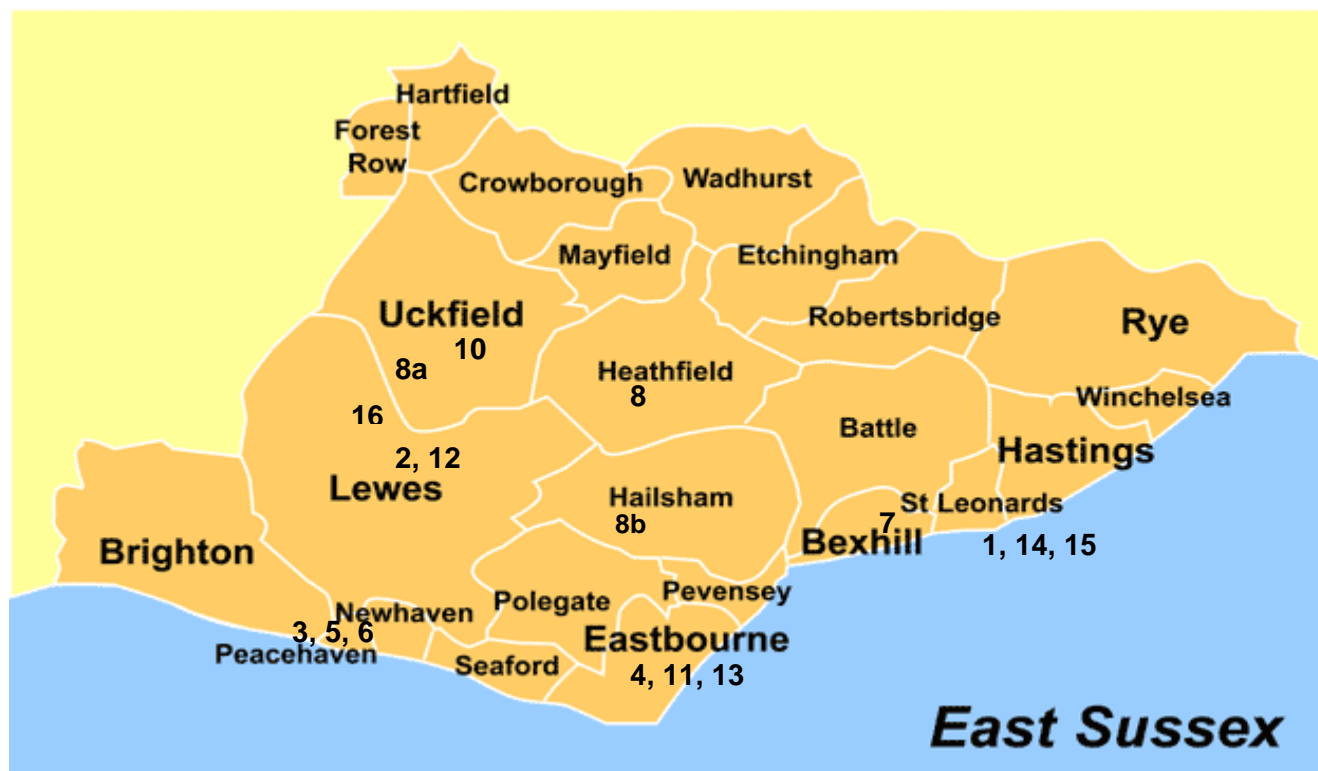 Hartfield
Forest
Row
Crowborough
Wadhurst
Mayfield
Etchingham
Uckfield
10
8a
Robertsbridge
Rye
Heathfield
8
Winchelsea
16
Battle
Hastings
2, 12
Lewes
Hailsham
8b
St Leonards
7
Bexhill
1, 14, 15
Brighton
Pevensey
Polegate
Newhaven
3, 5, 6
Peacehaven
Eastbourne
4, 11, 13
Seaford
East Sussex